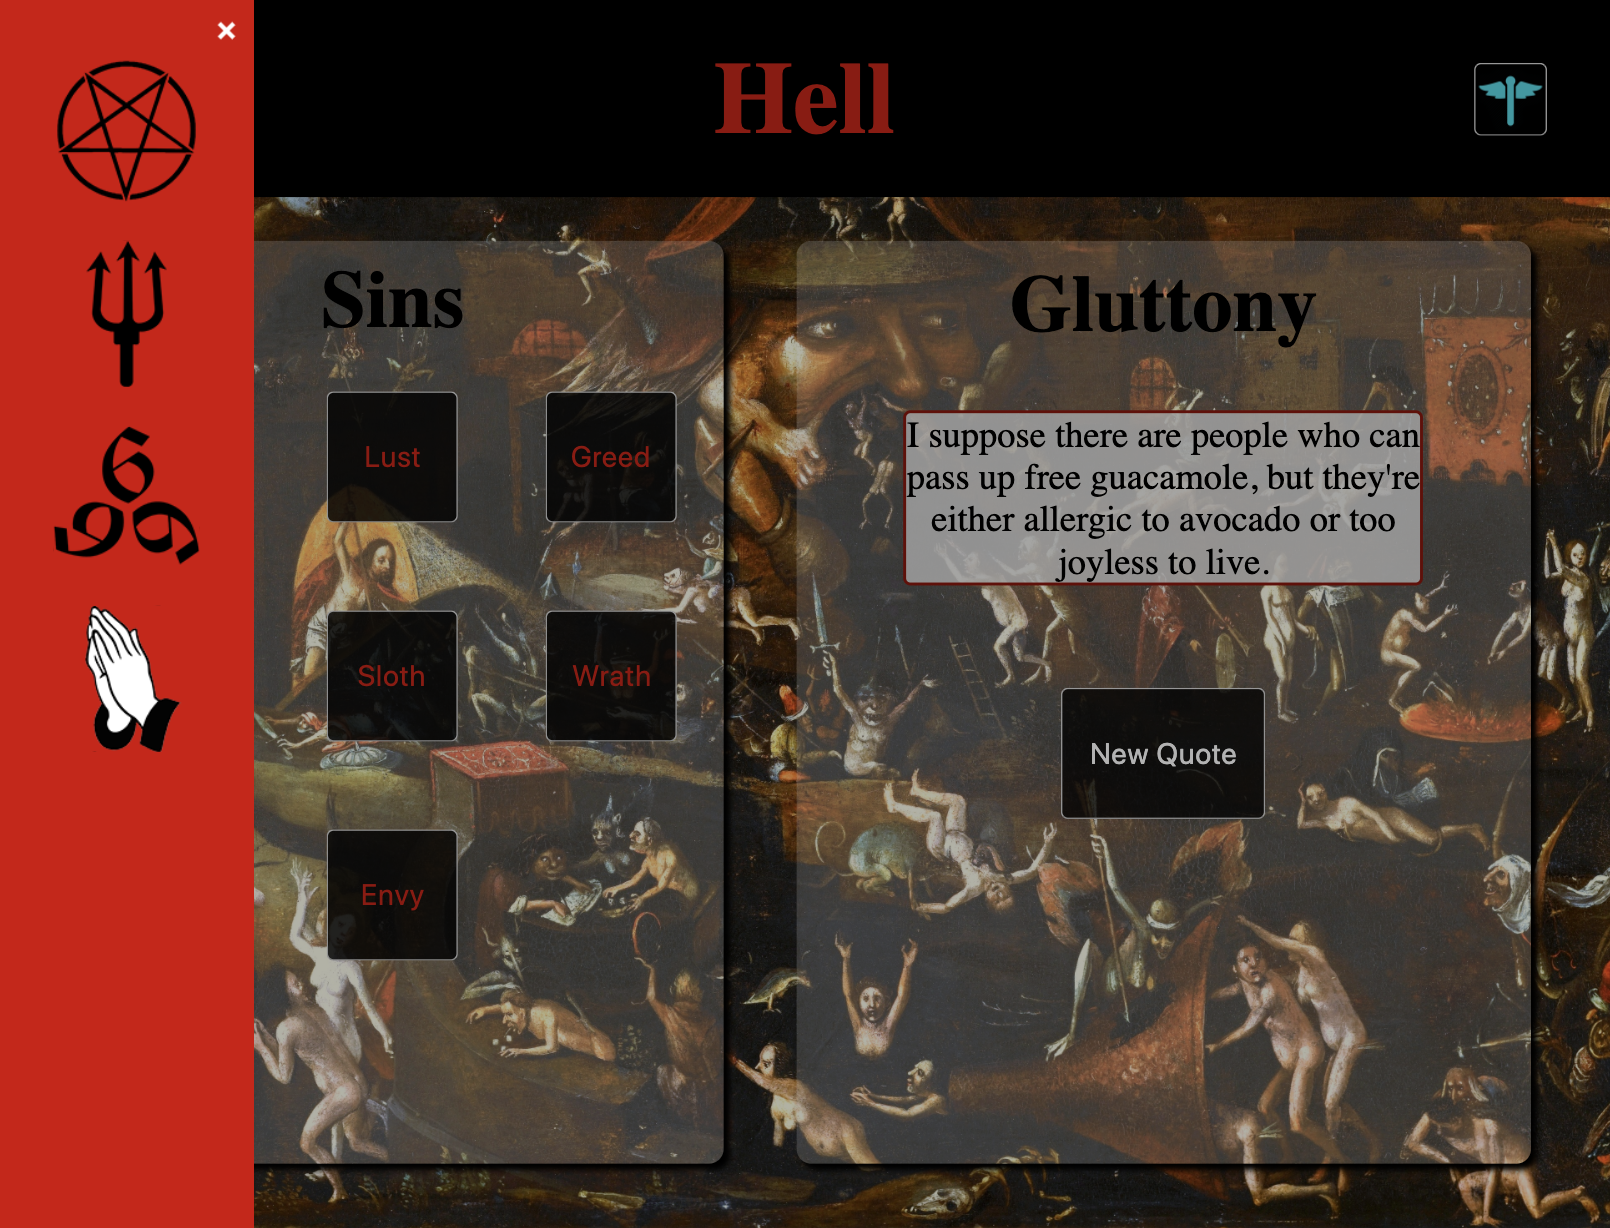 ×
Hell
Sins
Lust
Greed
Sloth
Wrath
Envy
Gluttony
I suppose there are people who can
pass up free guacamole, but they're
either allergic to avocado or too
joyless to live.
New Quote
666